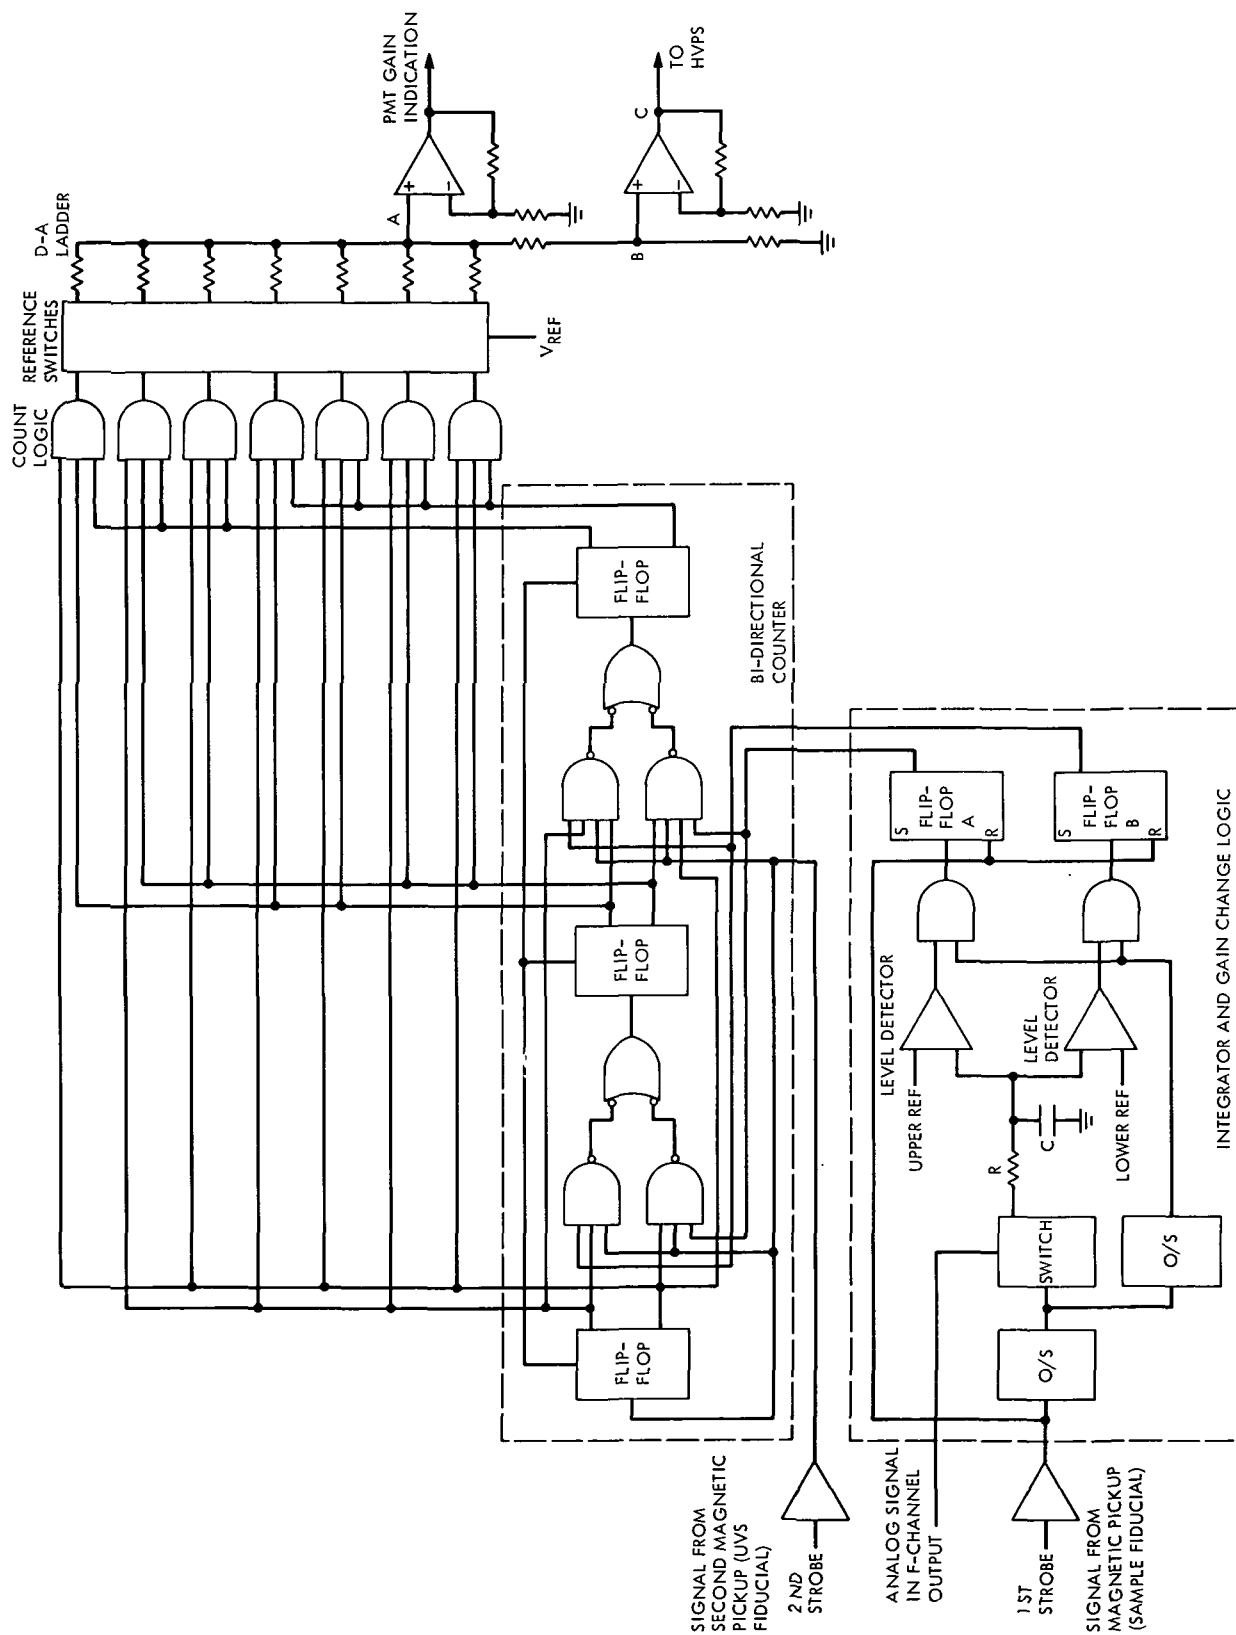 COUNT
LOGIC
REFERENCE
SWITCHES
D-A
LADDER
VREF
A
+
−
PMT GAIN
INDICATION
B
+
−
C
TO
HVPS
FLIP-
FLOP
FLIP-
FLOP
FLIP-
FLOP
BI-DIRECTIONAL
COUNTER
SIGNAL FROM
SECOND MAGNETIC
PICKUP (UVS
FIDUCIAL)
2 ND
STROBE
ANALOG SIGNAL
IN F-CHANNEL
OUTPUT
1 ST
STROBE
SIGNAL FROM
MAGNETIC PICKUP
(SAMPLE FIDUCIAL)
O/S
SWITCH
O/S
R
C
UPPER REF
LEVEL DETECTOR
LOWER REF
LEVEL
DETECTOR
S
FLIP-
FLOP
A
R
S
FLIP-
FLOP
B
R
INTEGRATOR AND GAIN CHANGE LOGIC